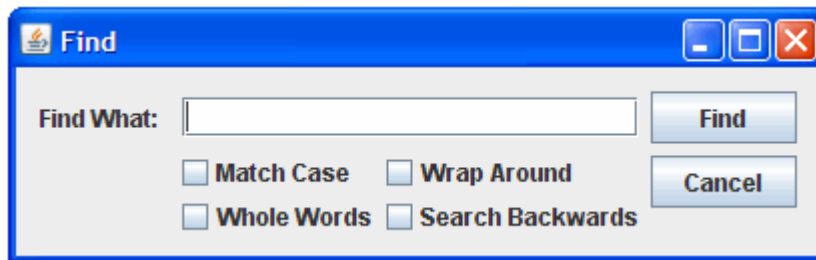 Find
Find What: Find
Match Case Wrap Around Cancel
Whole Words Search Backwards